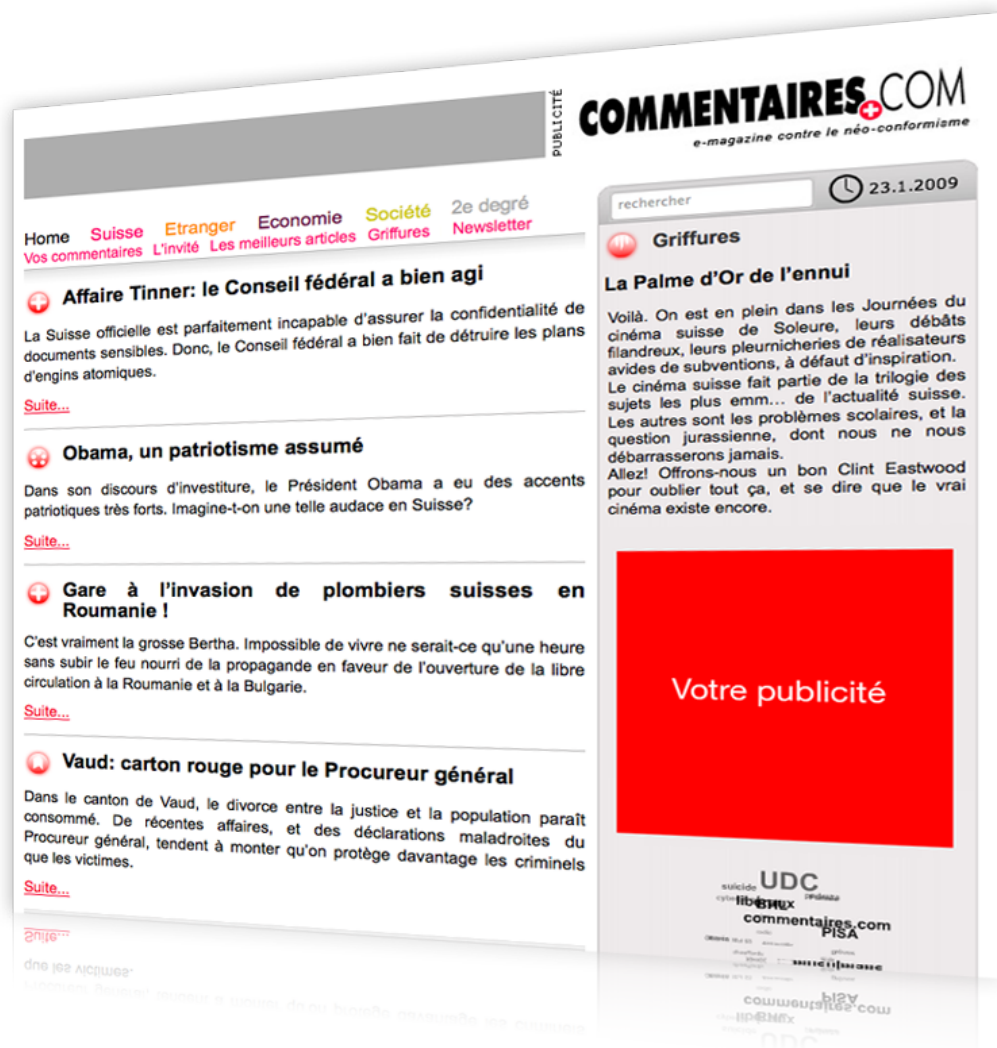 PUBLICITÉ
COMMENTAIRES.COM
e-magazine contre le néo-conformisme
Home Suisse Etranger Economie Société 2e degré
Vos commentaires L'invité Les meilleurs articles Griffures Newsletter
Affaire Tinner: le Conseil fédéral a bien agi
La Suisse officielle est parfaitement incapable d'assurer la confidentialité de
documents sensibles. Donc, le Conseil fédéral a bien fait de détruire les plans
d'engins atomiques.
Suite...
Obama, un patriotisme assumé
Dans son discours d'investiture, le Président Obama a eu des accents
patriotiques très forts. Imagine-t-on une telle audace en Suisse?
Suite...
Gare à l'invasion de plombiers suisses en
Roumanie !
C'est vraiment la grosse Bertha. Impossible de vivre ne serait-ce qu'une heure
sans subir le feu nourri de la propagande en faveur de l'ouverture de la libre
circulation à la Roumanie et à la Bulgarie.
Suite...
Vaud: carton rouge pour le Procureur général
Dans le canton de Vaud, le divorce entre la justice et la population paraît
consommé. De récentes affaires, et des déclarations maladroites du
Procureur général, tendent à monter qu'on protège davantage les criminels
que les victimes.
Suite...
rechercher
23.1.2009
Griffures
La Palme d'Or de l'ennui
Voilà. On est en plein dans les Journées du
cinéma suisse de Soleure, leurs débâts
filandreux, leurs pleurnicheries de réalisateurs
avides de subventions, à défaut d'inspiration.
Le cinéma suisse fait partie de la trilogie des
sujets les plus emm... de l'actualité suisse.
Les autres sont les problèmes scolaires, et la
question jurassienne, dont nous ne nous
débarrasserons jamais.
Allez! Offrons-nous un bon Clint Eastwood
pour oublier tout ça, et se dire que le vrai
cinéma existe encore.
Votre publicité
suicide UDC
BHL
commentaires.com
PISA